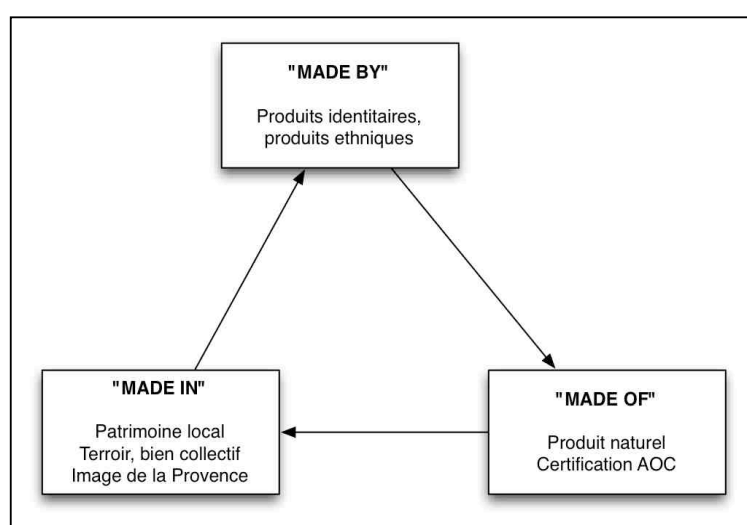 "MADE BY"
Produits identitaires,
produits ethniques
"MADE IN"
Patrimoine local
Terroir, bien collectif
Image de la Provence
"MADE OF"
Produit naturel
Certification AOC